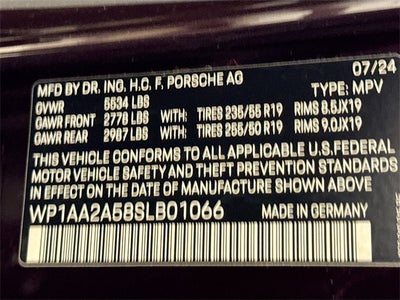 MFD BY DR. ING. H.C. F. PORSCHE AG 07/24
GVWR 5534 LBS TYPE: MPV
GAWR FRONT 2778 LBS WITH: TIRES 235/55 R19 RIMS 8.5JX19
GAWR REAR 2987 LBS WITH: TIRES 255/50 R19 RIMS 9.0JX19
THIS VEHICLE CONFORMS TO ALL APPLICABLE U.S.FEDERAL
MOTOR VEHICLE SAFETY AND THEFT PREVENTION STANDARDS
IN EFFECT ON THE DATE OF MANUFACTURE SHOWN ABOVE.
WP1AA2A58SLB01066